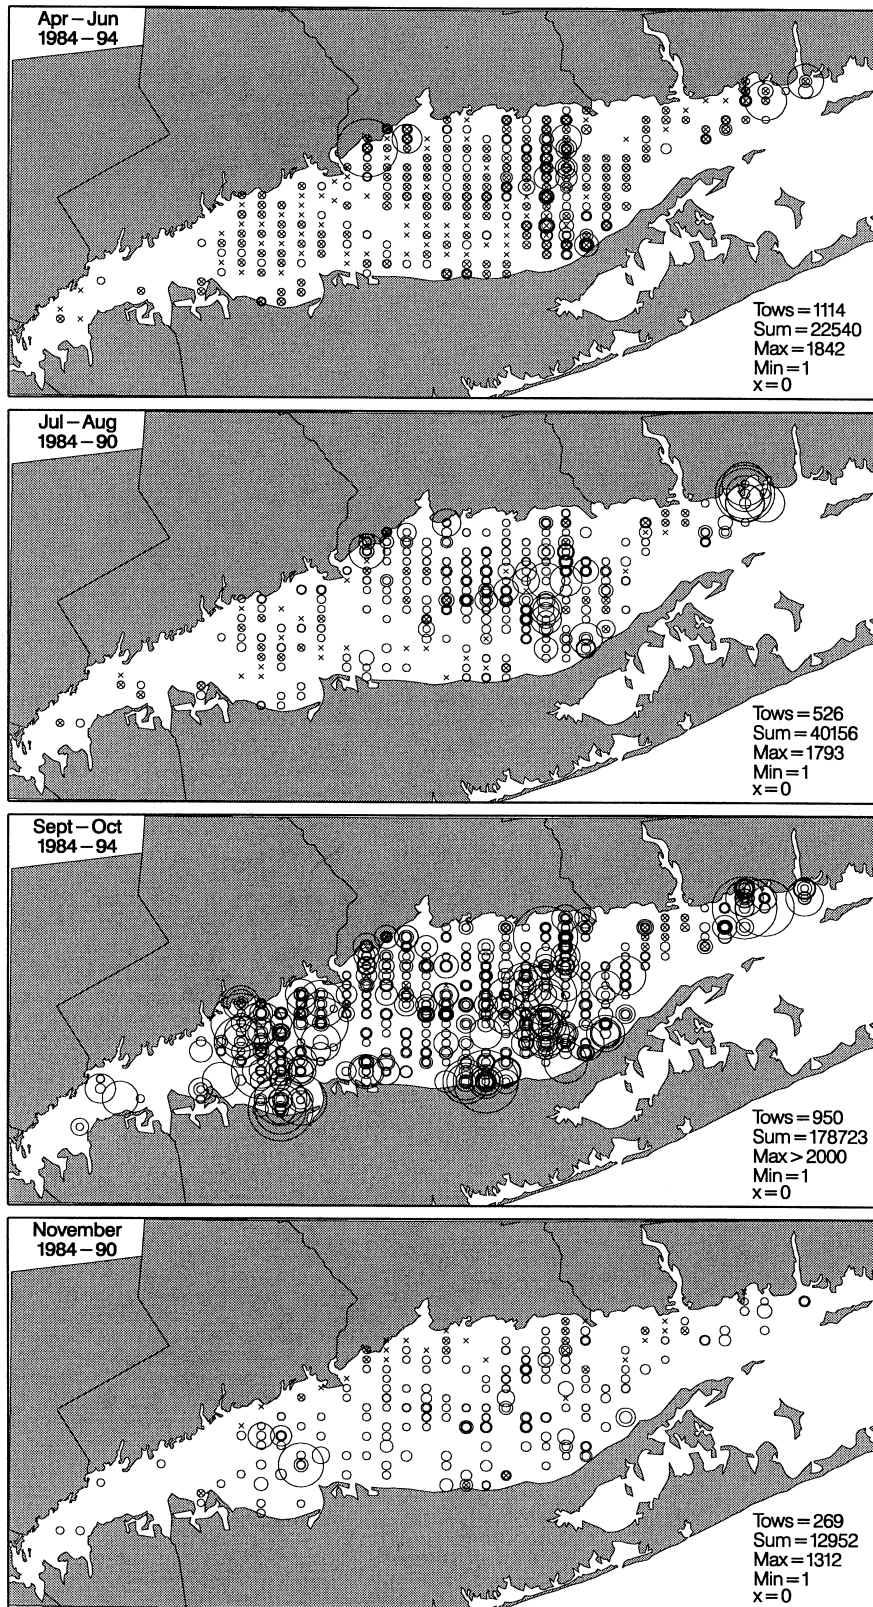 Apr – Jun
1984 – 94
Tows = 1114
Sum = 22540
Max = 1842
Min = 1
x = 0
Jul – Aug
1984 – 90
Tows = 526
Sum = 40156
Max = 1793
Min = 1
x = 0
Sept – Oct
1984 – 94
Tows = 950
Sum = 178723
Max > 2000
Min = 1
x = 0
November
1984 – 90
Tows = 269
Sum = 12952
Max = 1312
Min = 1
x = 0